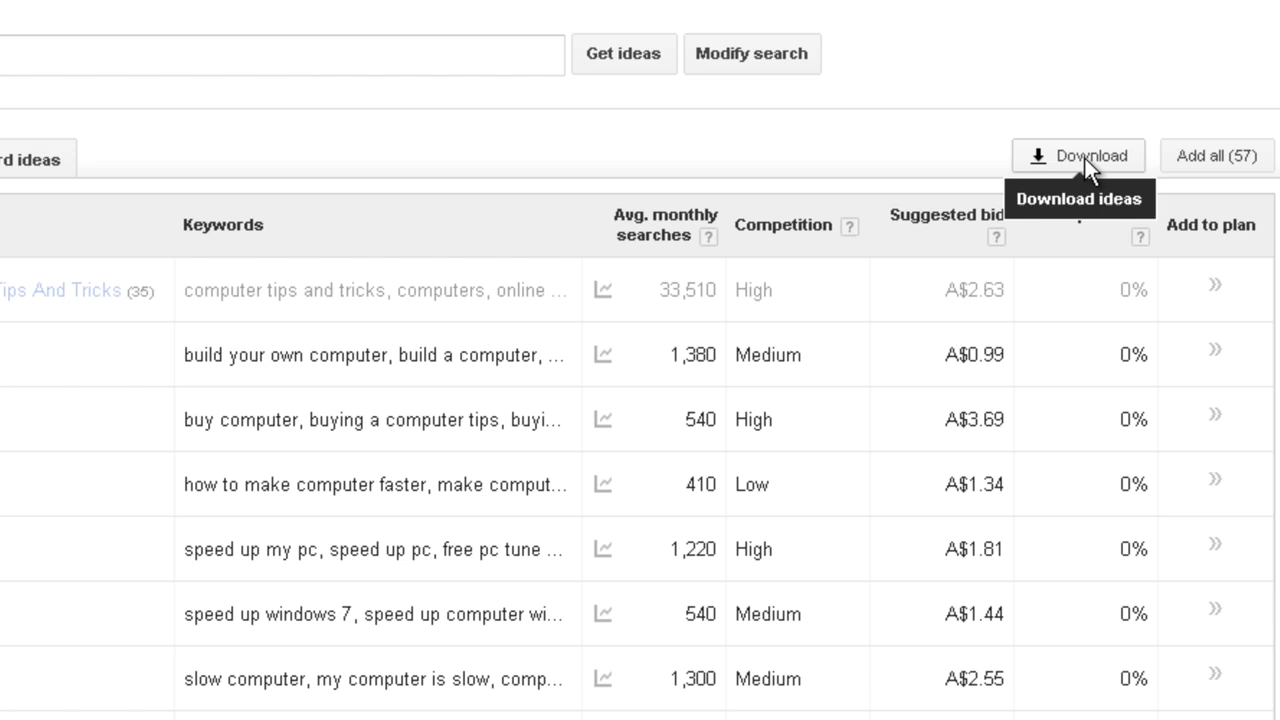 Get ideas
Modify search
rd ideas
Download
Add all (57)
Download ideas
Keywords
Avg. monthly
searches ?
Competition ?
Suggested bid
?
?
Add to plan
Tips And Tricks (35)
computer tips and tricks, computers, online ...
33,510
High
A$2.63
0%
»
build your own computer, build a computer, ...
1,380
Medium
A$0.99
0%
»
buy computer, buying a computer tips, buyi...
540
High
A$3.69
0%
»
how to make computer faster, make comput...
410
Low
A$1.34
0%
»
speed up my pc, speed up pc, free pc tune ...
1,220
High
A$1.81
0%
»
speed up windows 7, speed up computer wi...
540
Medium
A$1.44
0%
»
slow computer, my computer is slow, comp...
1,300
Medium
A$2.55
0%
»